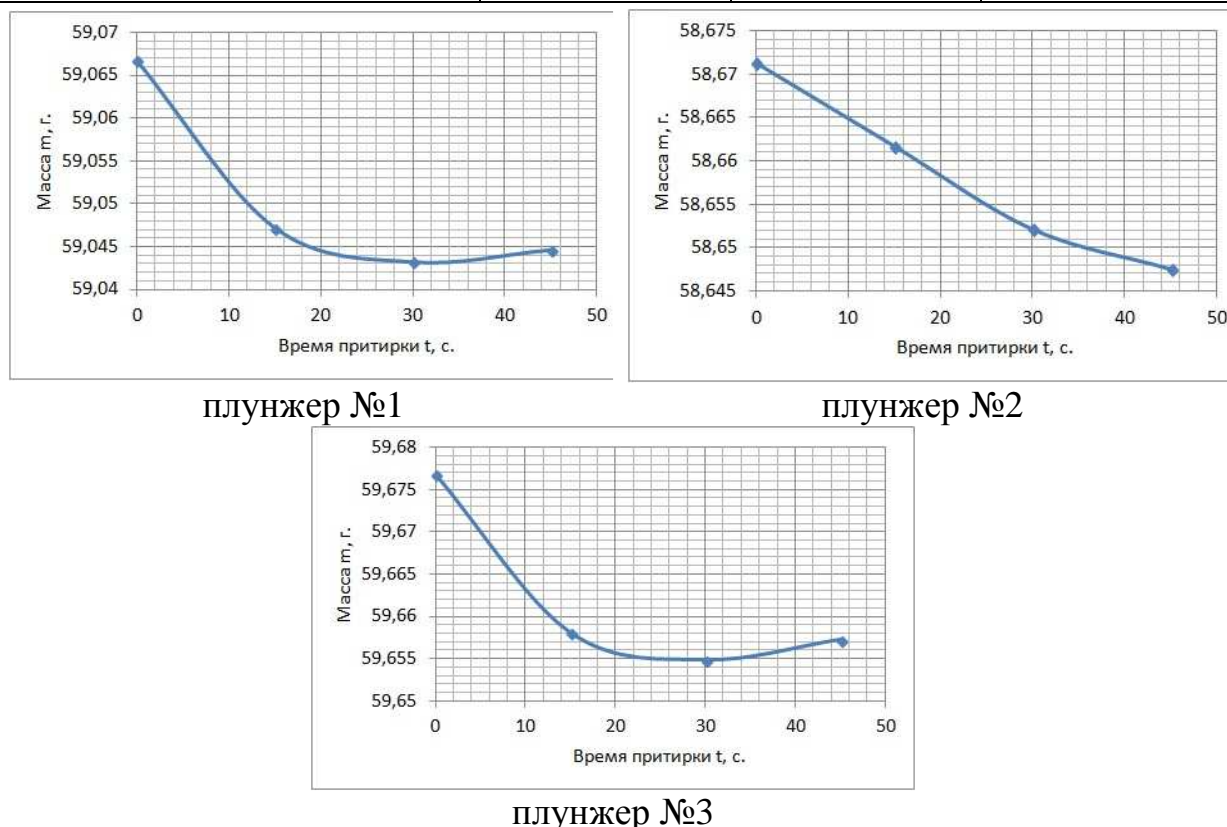 59,07
59,065
59,06
59,055
59,05
59,045
59,04
Масса m, г.
0 10 20 30 40 50
Время притирки t, с.
плунжер №1
58,675
58,67
58,665
58,66
58,655
58,65
58,645
Масса m, г.
0 10 20 30 40 50
Время притирки t, с.
плунжер №2
59,68
59,675
59,67
59,665
59,66
59,655
59,65
Масса m, г.
0 10 20 30 40 50
Время притирки t, с.
плунжер №3